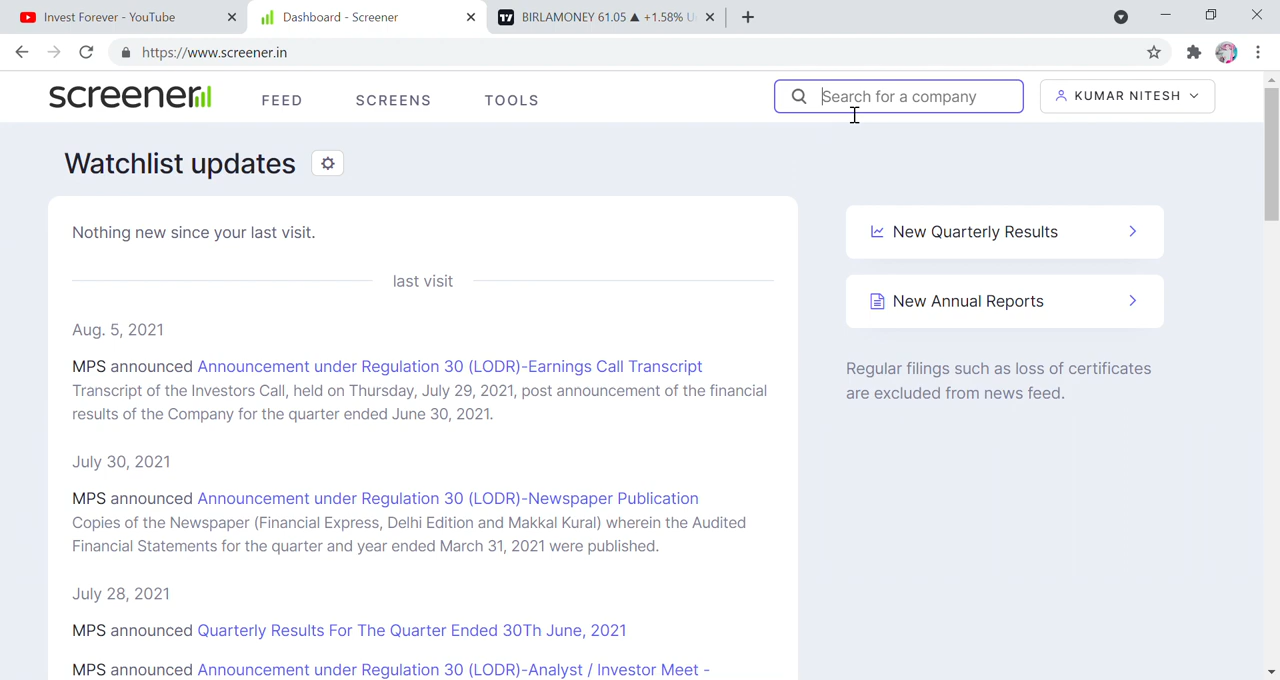 Invest Forever - YouTube
Dashboard - Screener
BIRLAMONEY 61.05 ▲ +1.58%
https://www.screener.in
screener
FEED
SCREENS
TOOLS
Search for a company
KUMAR NITESH
Watchlist updates
Nothing new since your last visit.
last visit
Aug. 5, 2021
MPS announced Announcement under Regulation 30 (LODR)-Earnings Call Transcript
Transcript of the Investors Call, held on Thursday, July 29, 2021, post announcement of the financial
results of the Company for the quarter ended June 30, 2021.
July 30, 2021
MPS announced Announcement under Regulation 30 (LODR)-Newspaper Publication
Copies of the Newspaper (Financial Express, Delhi Edition and Makkal Kural) wherein the Audited
Financial Statements for the quarter and year ended March 31, 2021 were published.
July 28, 2021
MPS announced Quarterly Results For The Quarter Ended 30Th June, 2021
MPS announced Announcement under Regulation 30 (LODR)-Analyst / Investor Meet -
New Quarterly Results
New Annual Reports
Regular filings such as loss of certificates
are excluded from news feed.